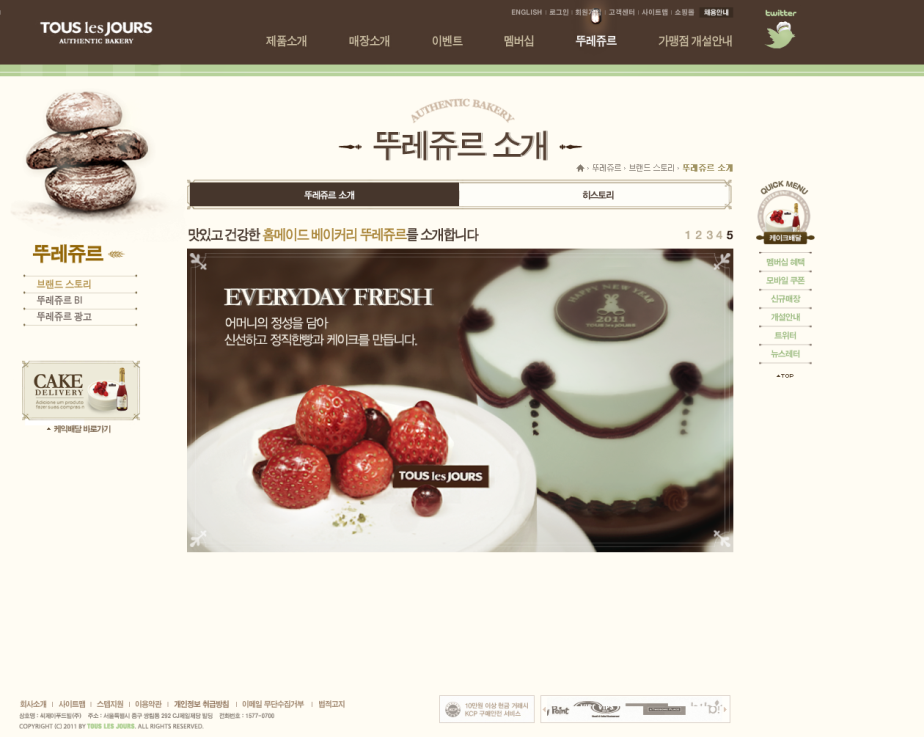 TOUS les JOURS
AUTHENTIC BAKERY
ENGLISH 로그인 회원가입 고객센터 사이트맵 쇼핑몰 채용안내
twitter
제품소개 매장소개 이벤트 멤버십 뚜레쥬르 가맹점 개설안내
AUTHENTIC BAKERY
뚜레쥬르 소개
뚜레쥬르 › 브랜드 스토리 › 뚜레쥬르 소개
뚜레쥬르 소개 히스토리
맛있고 건강한 홈메이드 베이커리 뚜레쥬르를 소개합니다
1 2 3 4 5
뚜레쥬르
브랜드 스토리
뚜레쥬르 BI
뚜레쥬르 광고
CAKE
DELIVERY
케익배달 바로가기
EVERYDAY FRESH
어머니의 정성을 담아
신선하고 정직한빵과 케이크를 만듭니다.
HAPPY NEW YEAR
2011
TOUS les JOURS
TOUS les JOURS
QUICK MENU
케이크배달
멤버십 혜택
모바일 쿠폰
신규매장
개설안내
트위터
뉴스레터
TOP
회사소개 | 사이트맵 | 스탭지원 | 이용약관 | 개인정보 취급방침 | 이메일 무단수집거부 | 법적고지
상호명 : 씨제이푸드빌(주) 주소 : 서울특별시 중구 쌍림동 292 CJ제일제당 빌딩 전화번호 : 1577-0700
COPYRIGHT (C) 2011 BY TOUS LES JOURS. ALL RIGHTS RESERVED.
10만원 이상 현금 거래시
KCP 구매안전 서비스
Point